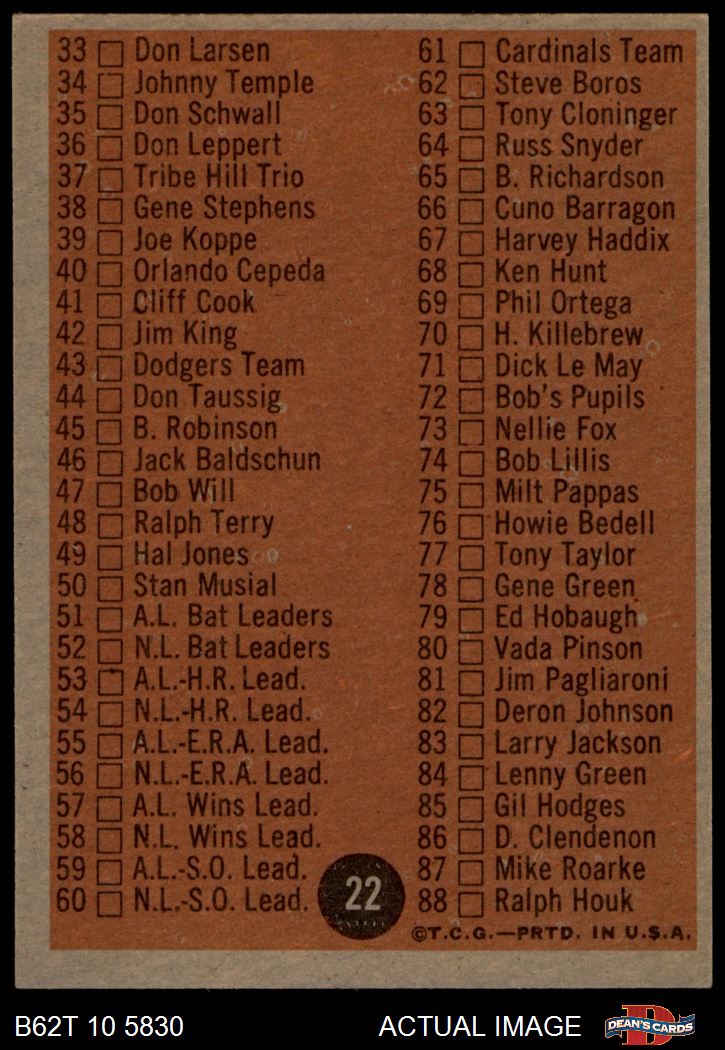 33 Don Larsen
34 Johnny Temple
35 Don Schwall
36 Don Leppert
37 Tribe Hill Trio
38 Gene Stephens
39 Joe Koppe
40 Orlando Cepeda
41 Cliff Cook
42 Jim King
43 Dodgers Team
44 Don Taussig
45 B. Robinson
46 Jack Baldschun
47 Bob Will
48 Ralph Terry
49 Hal Jones
50 Stan Musial
51 A.L. Bat Leaders
52 N.L. Bat Leaders
53 A.L.-H.R. Lead.
54 N.L.-H.R. Lead.
55 A.L.-E.R.A. Lead.
56 N.L.-E.R.A. Lead.
57 A.L. Wins Lead.
58 N.L. Wins Lead.
59 A.L.-S.O. Lead.
60 N.L.-S.O. Lead.
22
61 Cardinals Team
62 Steve Boros
63 Tony Cloninger
64 Russ Snyder
65 B. Richardson
66 Cuno Barragon
67 Harvey Haddix
68 Ken Hunt
69 Phil Ortega
70 H. Killebrew
71 Dick Le May
72 Bob's Pupils
73 Nellie Fox
74 Bob Lillis
75 Milt Pappas
76 Howie Bedell
77 Tony Taylor
78 Gene Green
79 Ed Hobaugh
80 Vada Pinson
81 Jim Pagliaroni
82 Deron Johnson
83 Larry Jackson
84 Lenny Green
85 Gil Hodges
86 D. Clendenon
87 Mike Roarke
88 Ralph Houk
©T.C.G.—PRTD. IN U.S.A.
B62T 10 5830
ACTUAL IMAGE
DEAN'S CARDS